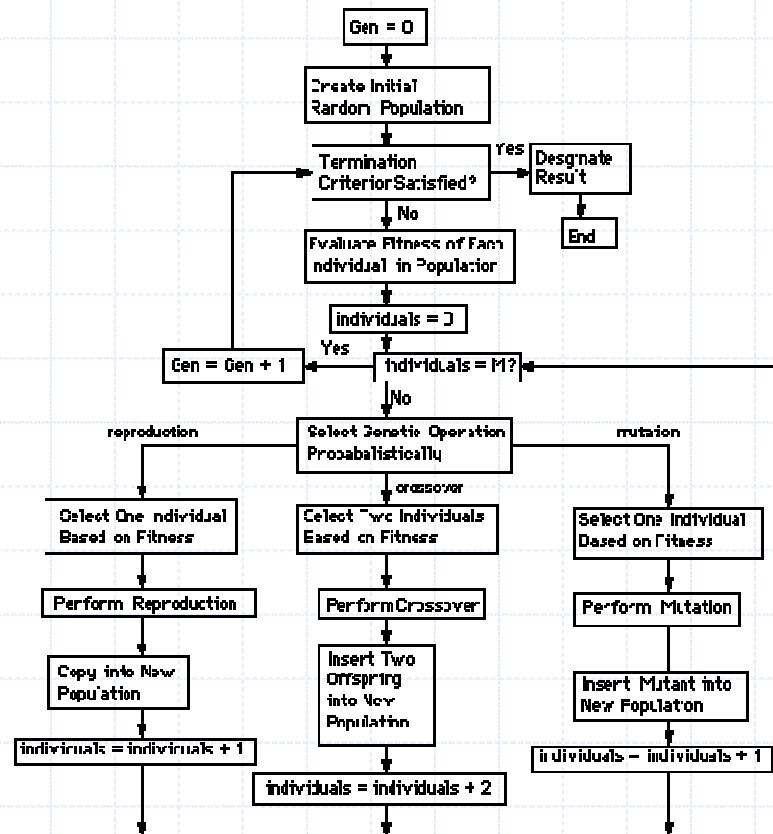 Gen = 0
Create Initial
Random Population
Termination
Criterion Satisfied?
Yes
Designate
Result
End
No
Evaluate Fitness of Each
Individual in Population
individuals = 0
Yes
Gen = Gen + 1
individuals = M?
No
reproduction
Select Genetic Operation
Probabalistically
mutation
crossover
Select One Individual
Based on Fitness
Select Two Individuals
Based on Fitness
Select One Individual
Based on Fitness
Perform Reproduction
Perform Crossover
Perform Mutation
Copy into New
Population
Insert Two
Offspring
into New
Population
Insert Mutant into
New Population
individuals = individuals + 1
individuals = individuals + 2
individuals = individuals + 1